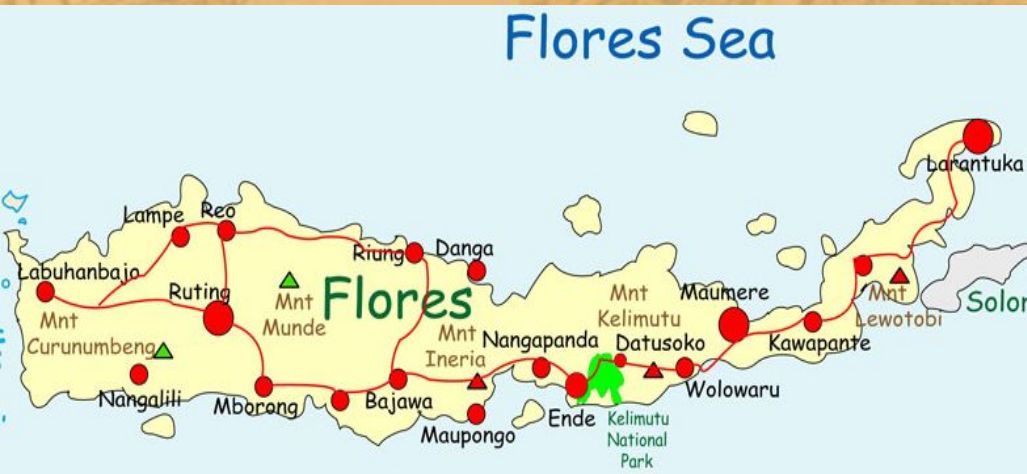 Flores Sea
Larantuka
Lampe
Reo
Riung
Danga
Labuhanbajo
Ruting
Mnt
Munde
Flores
Mnt
Kelimutu
Maumere
Mnt
Lewotobi
Solor
Mnt
Curunumbeng
Mnt
Ineria
Nangapanda
Datusoko
Kawapante
Nangalili
Mborong
Bajawa
Wolowaru
Maupongo
Ende
Kelimutu
National
Park